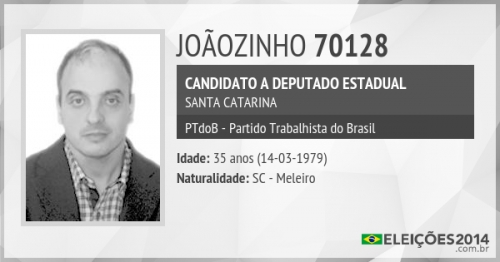 JOÃOZINHO 70128
CANDIDATO A DEPUTADO ESTADUAL
SANTA CATARINA
PTdoB - Partido Trabalhista do Brasil
Idade: 35 anos (14-03-1979)
Naturalidade: SC - Meleiro
ELEIÇÕES2014
.com.br